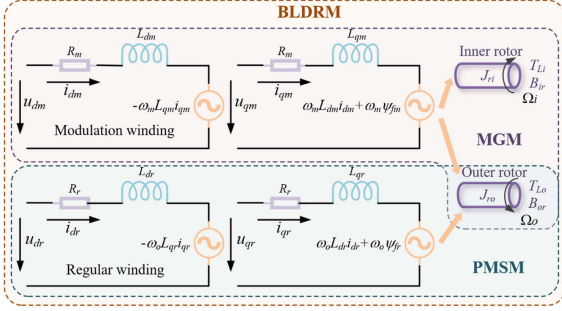 BLDRM
R_m L_dm R_m L_qm Inner rotor
i_dm i_qm J_ri T_Li
u_dm -ω_m L_qm i_qm u_qm ω_m L_dm i_dm + ω_m ψ_fm B_ir
Ωi
Modulation winding MGM
R_r L_dr R_r L_qr Outer rotor
i_dr i_qr J_ro T_Lo
u_dr -ω_o L_qr i_qr u_qr ω_o L_dr i_dr + ω_o ψ_fr B_or
Ωo
Regular winding PMSM